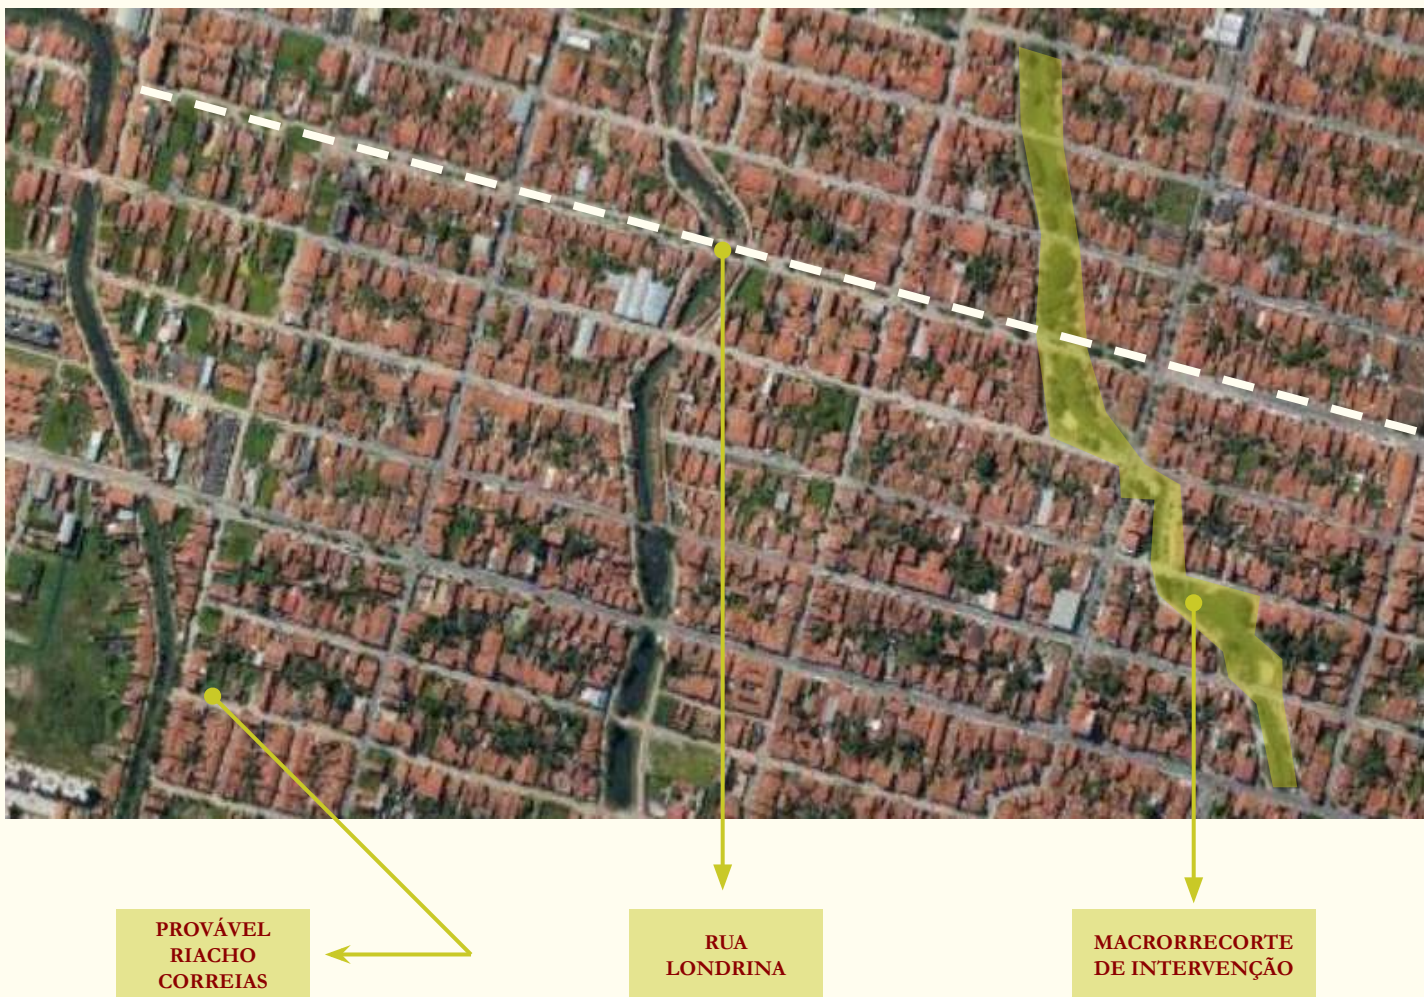 PROVÁVEL
RIACHO
CORREIAS
RUA
LONDRINA
MACRORRECORTE
DE INTERVENÇÃO